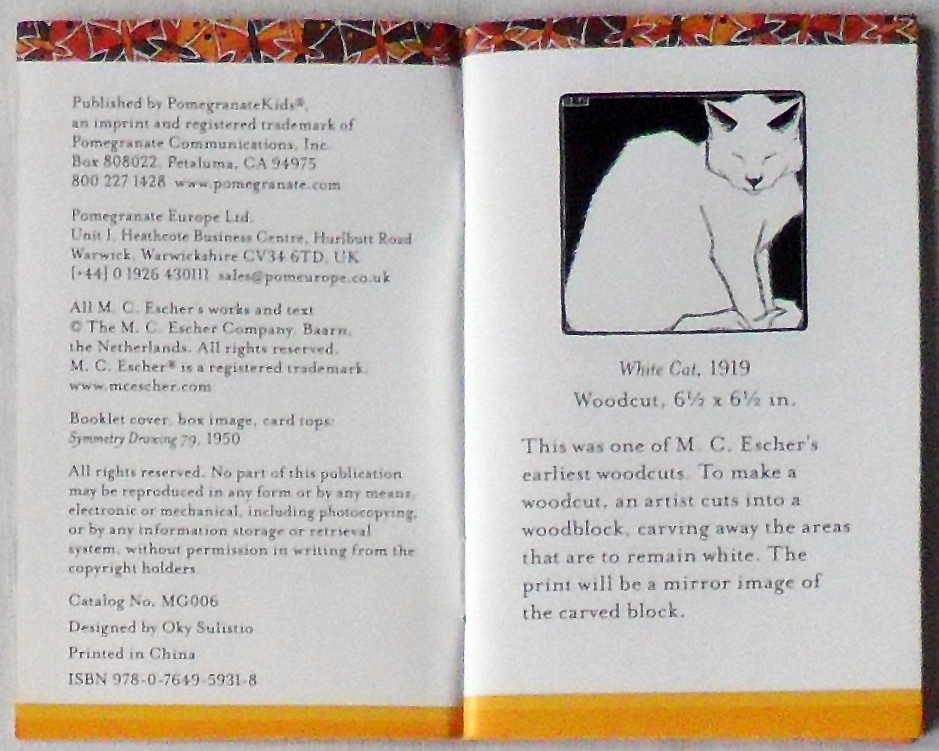 Published by PomegranateKids®,
an imprint and registered trademark of
Pomegranate Communications, Inc.
Box 808022, Petaluma, CA 94975
800 227 1428 www.pomegranate.com
Pomegranate Europe Ltd.
Unit 1, Heathcote Business Centre, Hurlbutt Road
Warwick, Warwickshire CV34 6TD, UK
[+44] 0 1926 430111 sales@pomeurope.co.uk
All M. C. Escher's works and text
© The M. C. Escher Company, Baarn,
the Netherlands. All rights reserved.
M. C. Escher® is a registered trademark.
www.mcescher.com
Booklet cover, box image, card tops:
Symmetry Drawing 79, 1950
All rights reserved. No part of this publication
may be reproduced in any form or by any means,
electronic or mechanical, including photocopying,
or by any information storage or retrieval
system, without permission in writing from the
copyright holders.
Catalog No. MG006
Designed by Oky Sulistio
Printed in China
ISBN 978-0-7649-5931-8
White Cat, 1919
Woodcut, 6½ x 6½ in.
This was one of M. C. Escher's
earliest woodcuts. To make a
woodcut, an artist cuts into a
woodblock, carving away the areas
that are to remain white. The
print will be a mirror image of
the carved block.